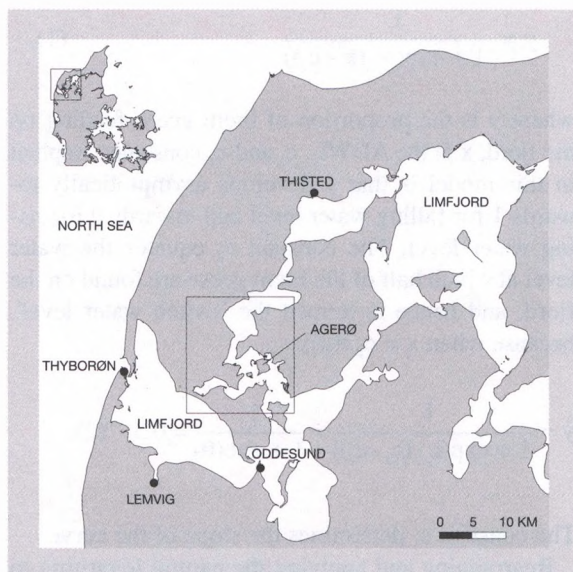 THISTED
LIMFJORD
NORTH SEA
AGERØ
THYBORØN
LIMFJORD
ODDESUND
LEMVIG
0 5 10 KM